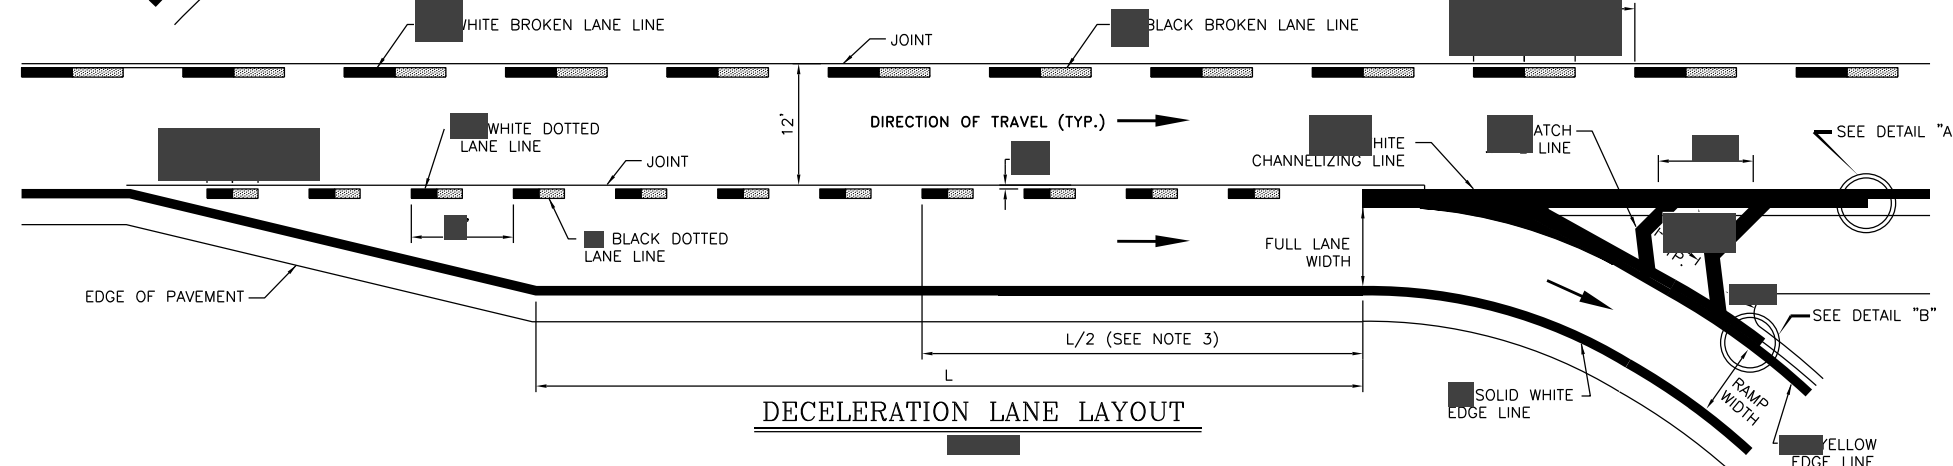 WHITE BROKEN LANE LINE
BLACK BROKEN LANE LINE
JOINT
12'
DIRECTION OF TRAVEL (TYP.)
WHITE DOTTED
LANE LINE
JOINT
CHANNELIZING LINE
LINE
SEE DETAIL "A
BLACK DOTTED
LANE LINE
FULL LANE
WIDTH
EDGE OF PAVEMENT
SEE DETAIL "B"
L/2 (SEE NOTE 3)
L
RAMP
WIDTH
SOLID WHITE
EDGE LINE
DECELERATION LANE LAYOUT
YELLOW
EDGE LINE